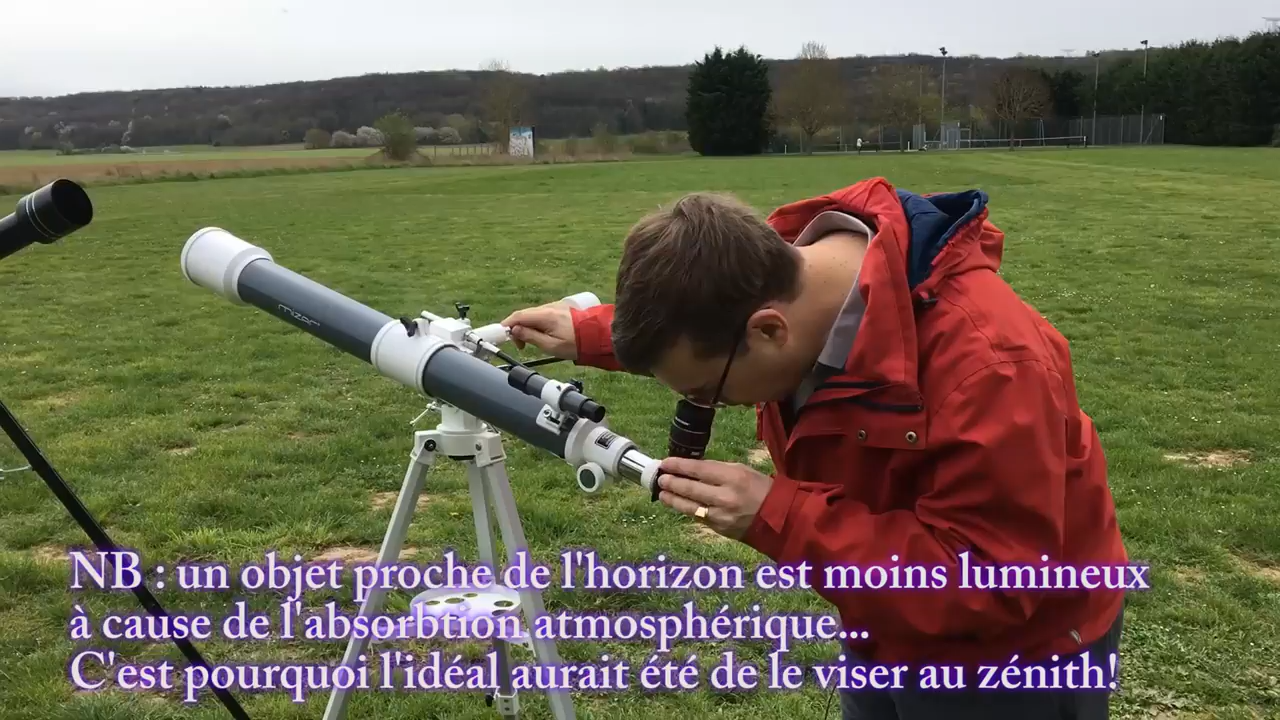 mizar
NB : un objet proche de l'horizon est moins lumineux
à cause de l'absorbtion atmosphérique...
C'est pourquoi l'idéal aurait été de le viser au zénith!